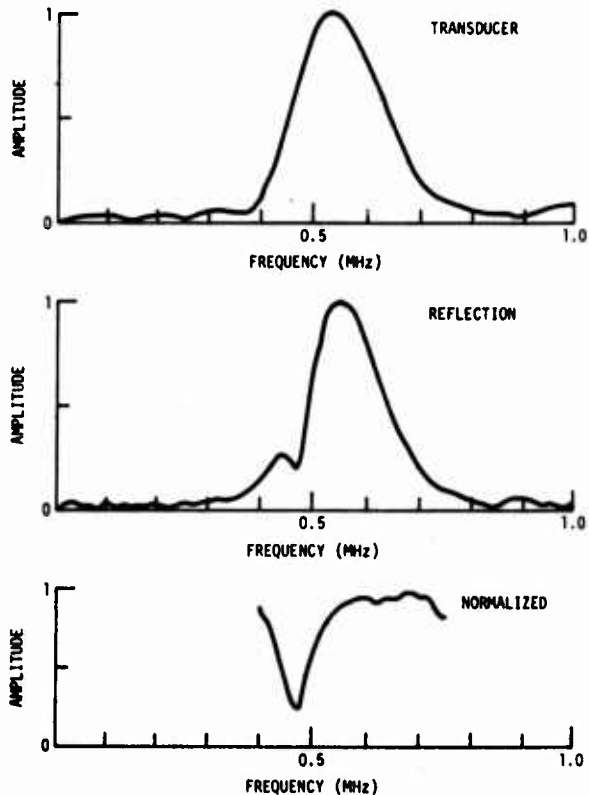 1
TRANSDUCER
AMPLITUDE
0
0.5
1.0
FREQUENCY (MHz)
1
REFLECTION
AMPLITUDE
0
0.5
1.0
FREQUENCY (MHz)
1
NORMALIZED
AMPLITUDE
0
0.5
1.0
FREQUENCY (MHz)